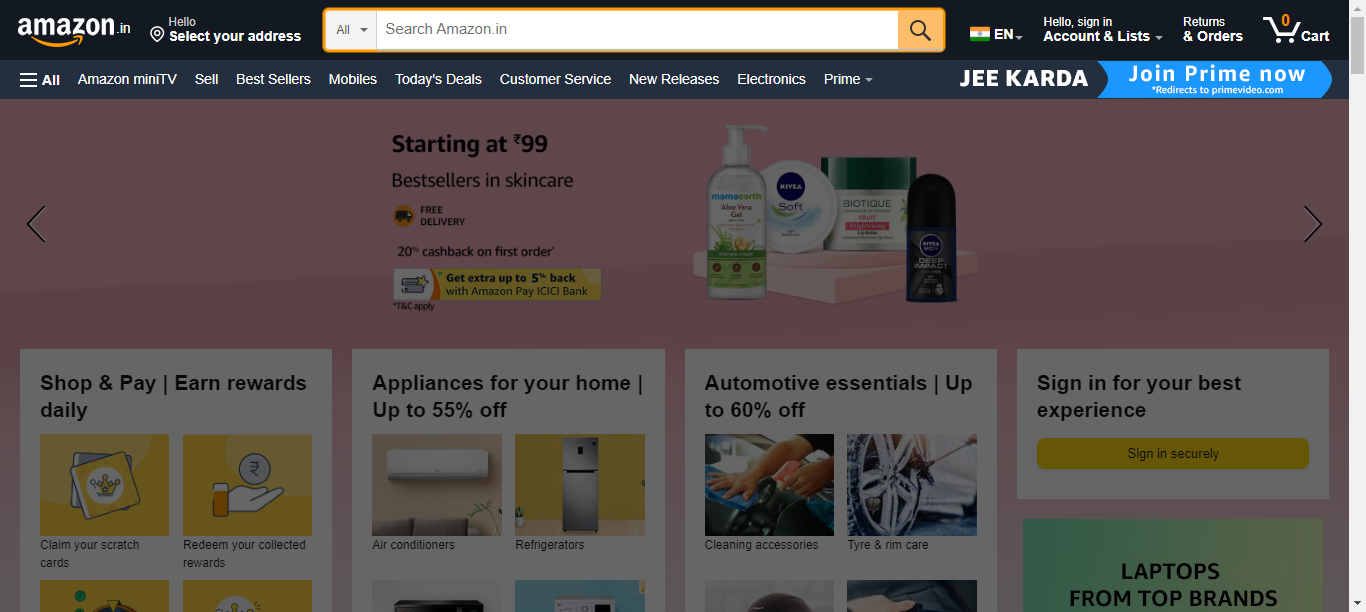 amazon.in
Hello
Select your address
All
Search Amazon.in
EN
Hello, sign in
Account & Lists
Returns
& Orders
0
Cart
All
Amazon miniTV
Sell
Best Sellers
Mobiles
Today's Deals
Customer Service
New Releases
Electronics
Prime
JEE KARDA
Join Prime now
*Redirects to primevideo.com
Starting at ₹99
Bestsellers in skincare
FREE
DELIVERY
20% cashback on first order*
Get extra up to 5% back
with Amazon Pay ICICI Bank
*T&C apply
mamaearth
Aloe Vera
Gel
NIVEA
Soft
BIOTIQUE
FRUIT
Brightening
Lip Balm
NIVEA
MEN
DEEP
IMPACT
Shop & Pay | Earn rewards
daily
Claim your scratch
cards
Redeem your collected
rewards
Appliances for your home |
Up to 55% off
Air conditioners
Refrigerators
Automotive essentials | Up
to 60% off
Cleaning accessories
Tyre & rim care
Sign in for your best
experience
Sign in securely
LAPTOPS
FROM TOP BRANDS